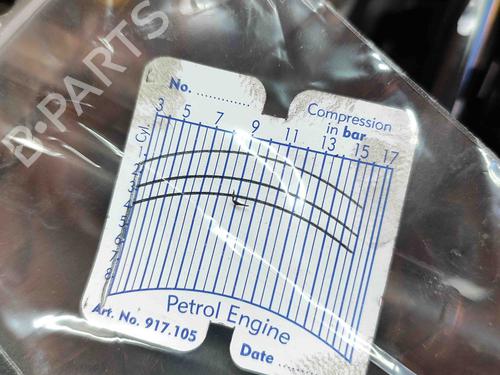 B-PARTS
No. ..............
Compression
in bar
3 5 7 9 11 13 15 17
Cyl.
1
2
3
4
5
6
7
8
Petrol Engine
Art. No. 917.105
Date ........